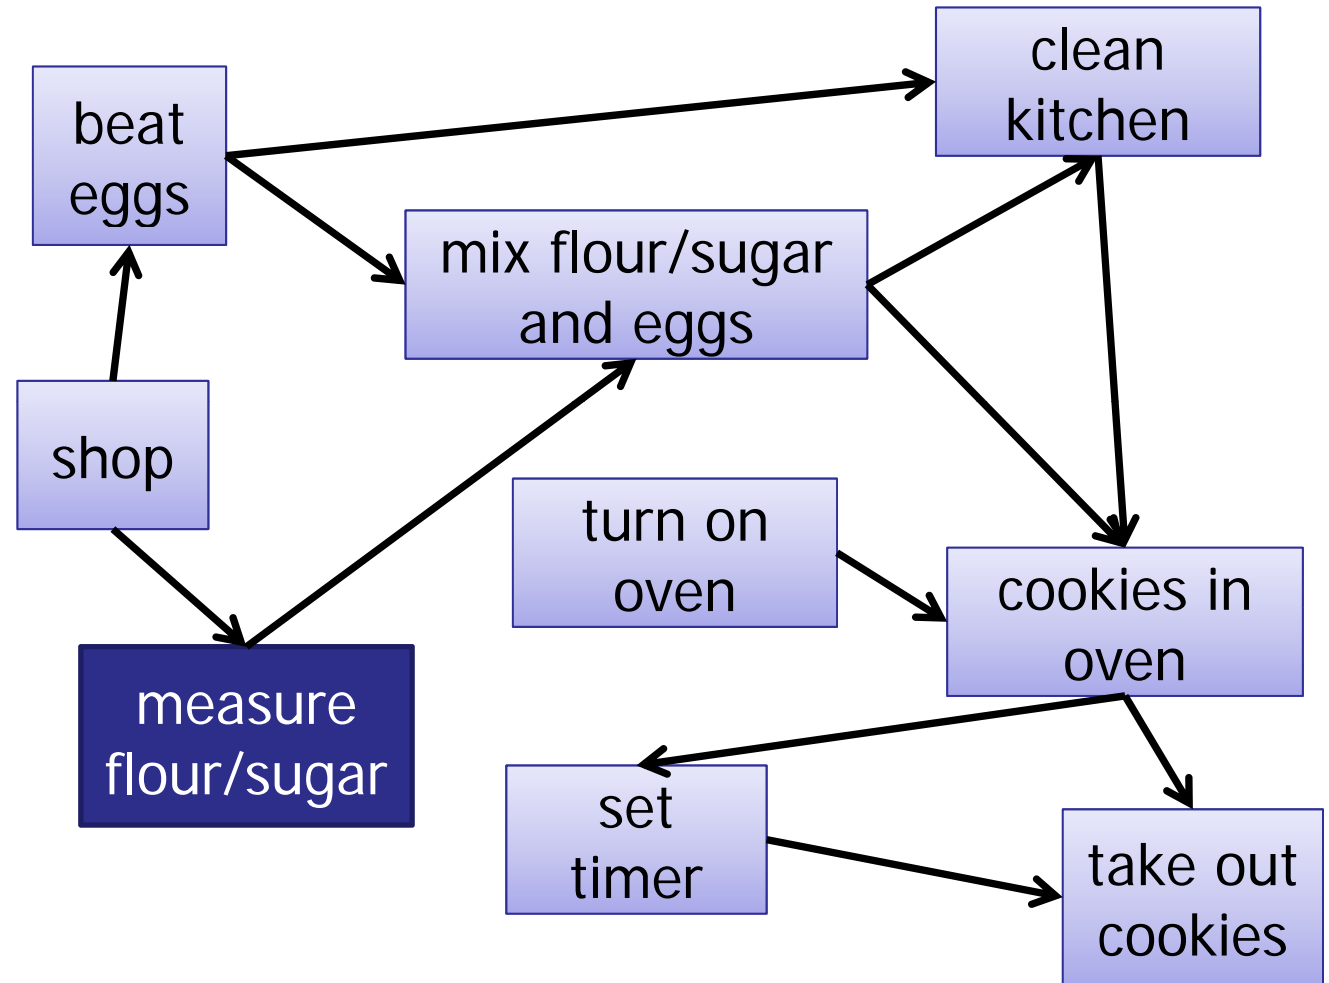 clean
kitchen
beat
eggs
mix flour/sugar
and eggs
shop
turn on
oven
cookies in
oven
measure
flour/sugar
set
timer
take out
cookies